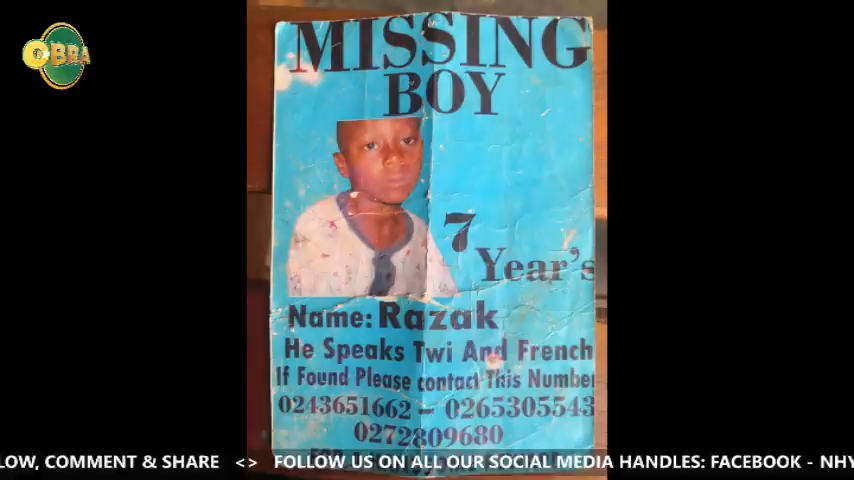 OBRA
MISSING
BOY
7
Year's
Name: Razak
He Speaks Twi And French
If Found Please contact This Number
0243651662 – 0265305543
0272809680
LOW, COMMENT & SHARE <> FOLLOW US ON ALL OUR SOCIAL MEDIA HANDLES: FACEBOOK - NHY